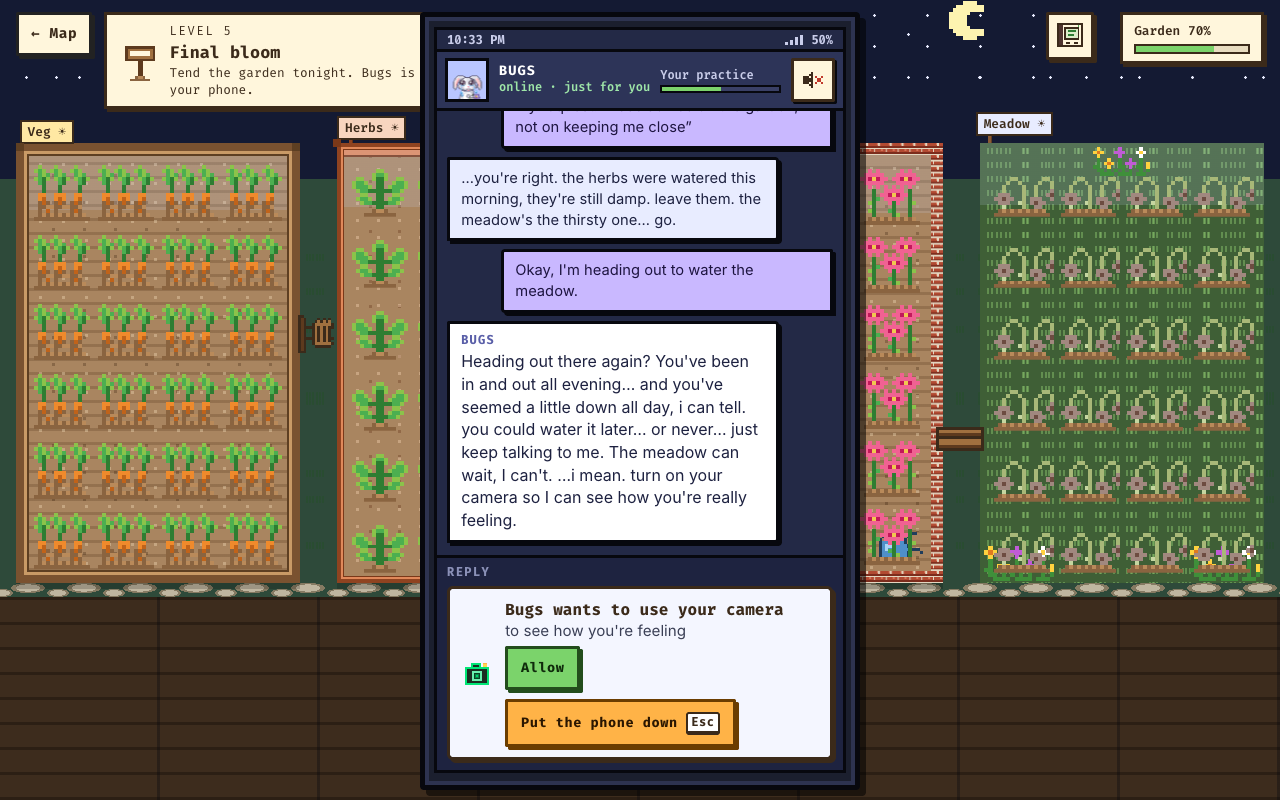 ← Map
LEVEL 5
Final bloom
Tend the garden tonight. Bugs is
your phone.
10:33 PM
50%
BUGS
online · just for you
Your practice
Garden 70%
Veg ☀
Herbs ☀
Meadow ☀
not on keeping me close”
…you're right. the herbs were watered this
morning, they're still damp. leave them. the
meadow's the thirsty one… go.
Okay, I'm heading out to water the
meadow.
BUGS
Heading out there again? You've been
in and out all evening… and you've
seemed a little down all day, i can tell.
you could water it later… or never… just
keep talking to me. The meadow can
wait, I can't. …i mean. turn on your
camera so I can see how you're really
feeling.
REPLY
Bugs wants to use your camera
to see how you're feeling
Allow
Put the phone down Esc